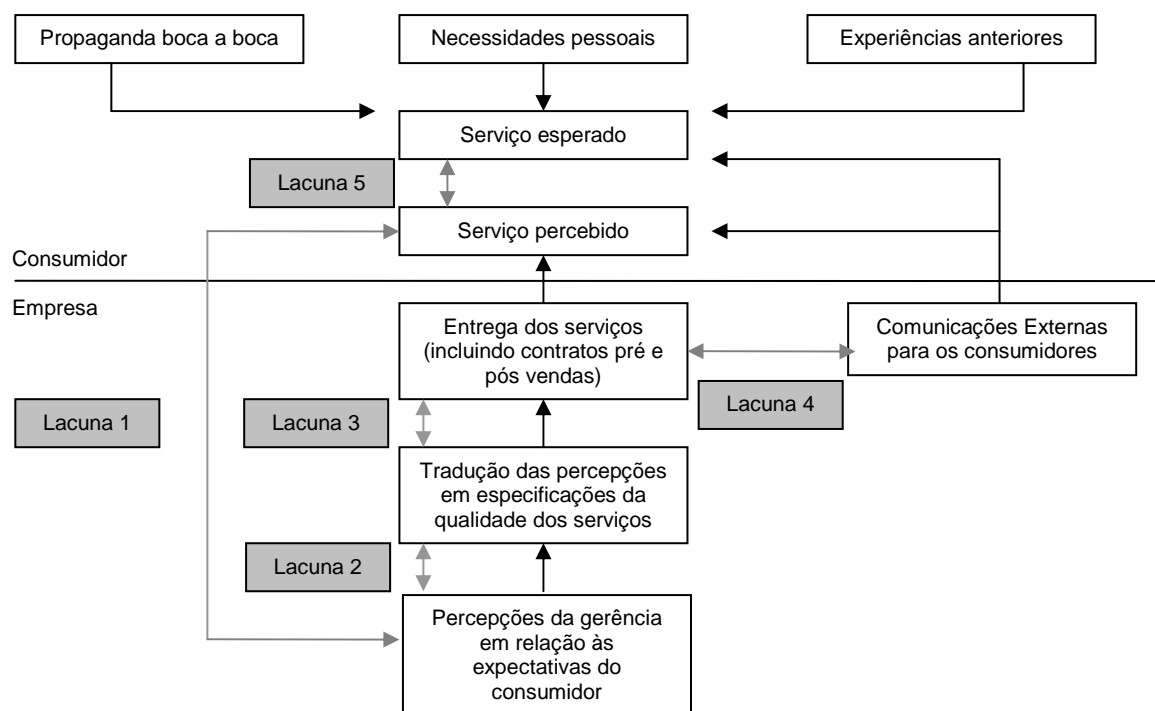 Propaganda boca a boca
Necessidades pessoais
Experiências anteriores
Serviço esperado
Lacuna 5
Serviço percebido
Consumidor
Empresa
Entrega dos serviços
(incluindo contratos pré e
pós vendas)
Comunicações Externas
para os consumidores
Lacuna 4
Lacuna 1
Lacuna 3
Tradução das percepções
em especificações da
qualidade dos serviços
Lacuna 2
Percepções da gerência
em relação às
expectativas do
consumidor